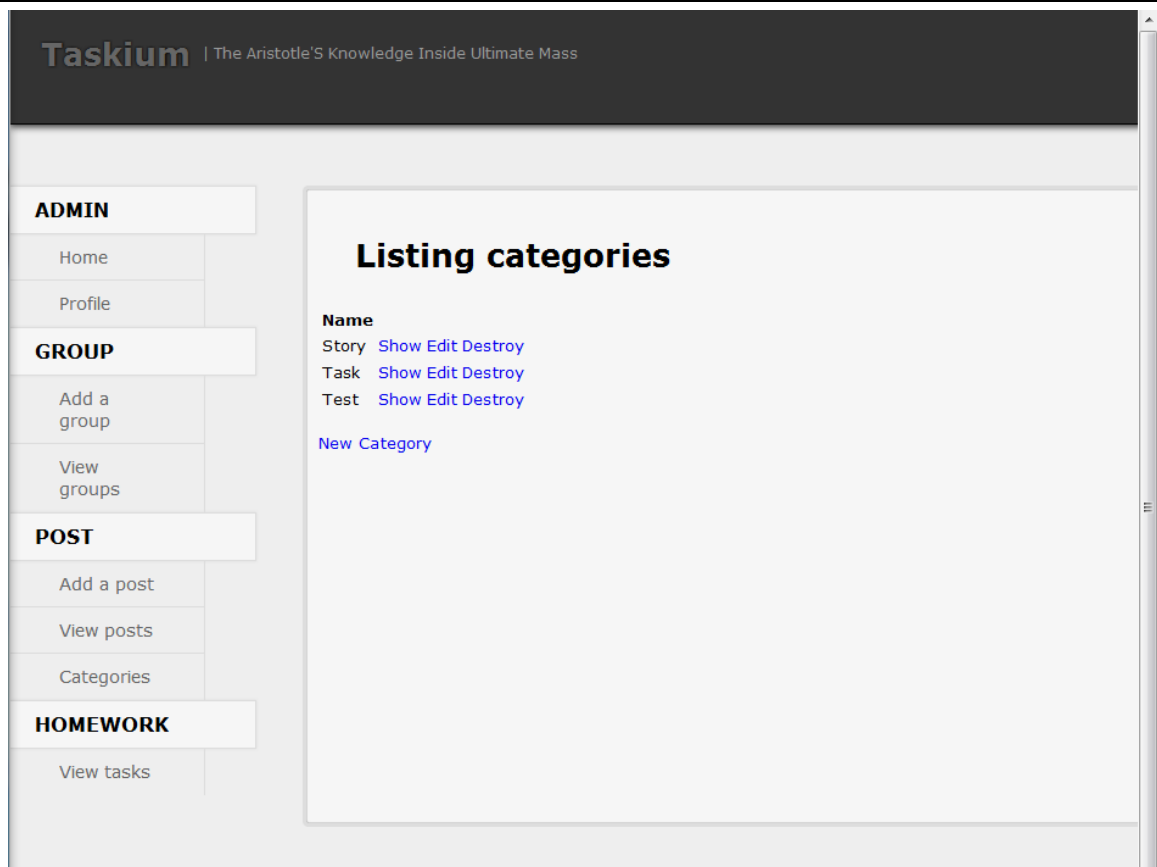 Taskium | The Aristotle'S Knowledge Inside Ultimate Mass
ADMIN
Home
Profile
GROUP
Add a
group
View
groups
POST
Add a post
View posts
Categories
HOMEWORK
View tasks
Listing categories
Name
Story Show Edit Destroy
Task Show Edit Destroy
Test Show Edit Destroy
New Category